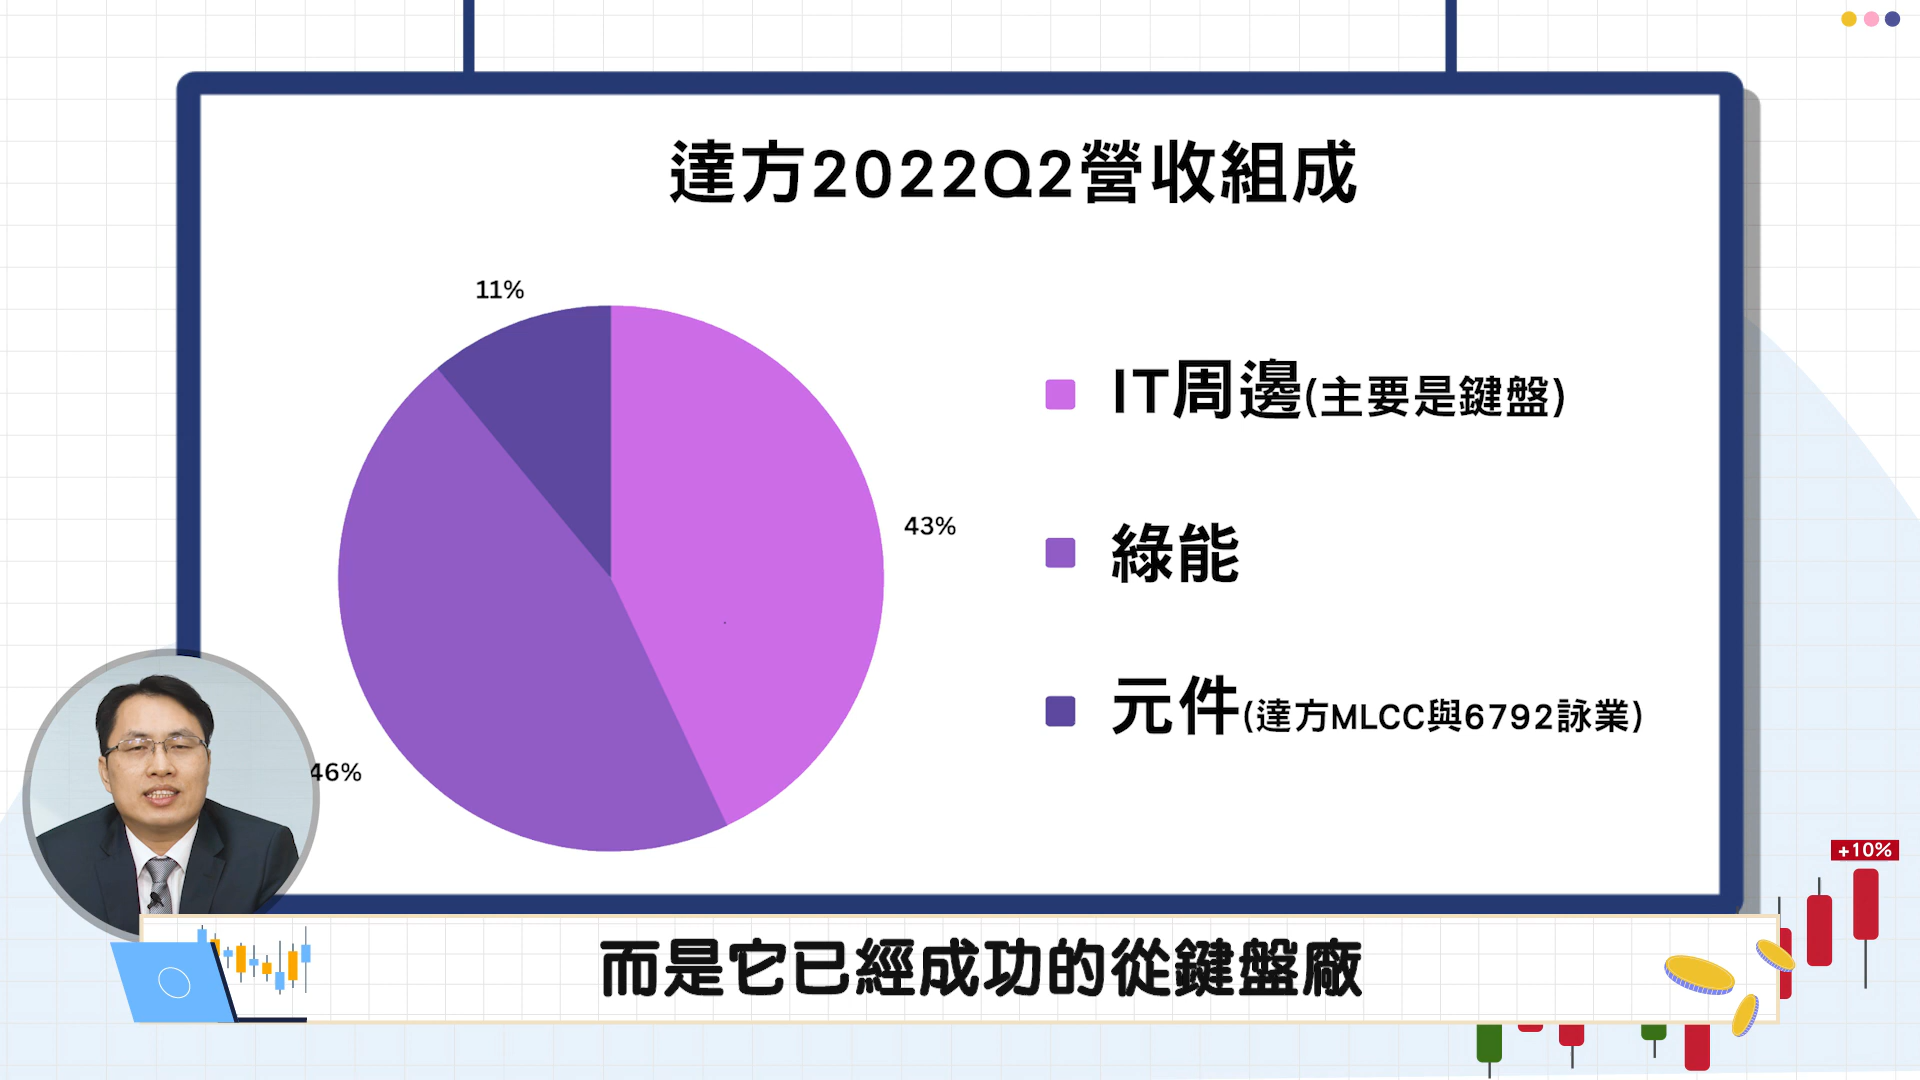 達方2022Q2營收組成
11%
43%
46%
IT周邊(主要是鍵盤)
綠能
元件(達方MLCC與6792詠業)
+10%
而是它已經成功的從鍵盤廠